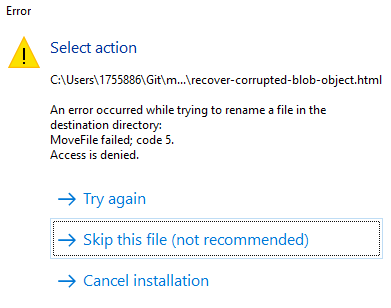 Error
Select action
C:\Users\1755886\Git\m...\recover-corrupted-blob-object.html
An error occurred while trying to rename a file in the
destination directory:
MoveFile failed; code 5.
Access is denied.
Try again
Skip this file (not recommended)
Cancel installation